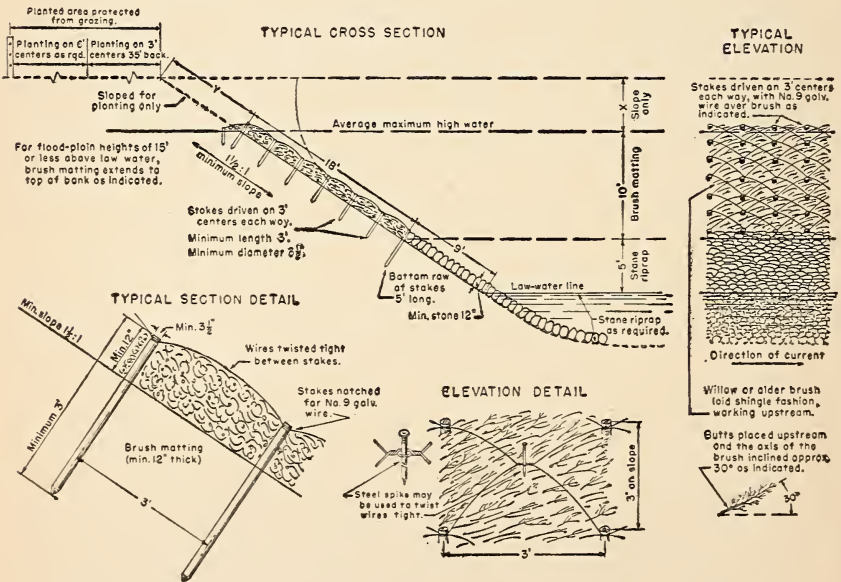 Planted area protected
from grazing.
Planting on 6'
centers as rqd.
Planting on 3'
centers 35' back.
TYPICAL CROSS SECTION
TYPICAL
ELEVATION
Sloped for
planting only
Y
X
Slope
only
Average maximum high water
For flood-plain heights of 15'
or less above low water,
brush matting extends to
top of bank as indicated.
1½:1
minimum slope
18'
10'
Brush matting
Stakes driven on 3'
centers each way.
Minimum length 3'.
Minimum diameter
9'
5'
Stone
riprap
Bottom row
of stakes
5' long.
Low-water line
Min. stone 12"
Stone riprap
as required.
Stakes driven on 3' centers
each way, with No. 9 galv.
wire over brush as
indicated.
Direction of current
Willow or alder brush
laid shingle fashion,
working upstream.
Butts placed upstream
and the axis of the
brush inclined approx.
30° as indicated.
30°
TYPICAL SECTION DETAIL
Min. slope 1½:1
Min. 12"
Min. 3½"
Minimum 3'
Wires twisted tight
between stakes.
Stakes notched
for No. 9 galv.
wire.
Brush matting
(min. 12" thick)
3'
ELEVATION DETAIL
Steel spike may
be used to twist
wires tight.
3' on slope
3'